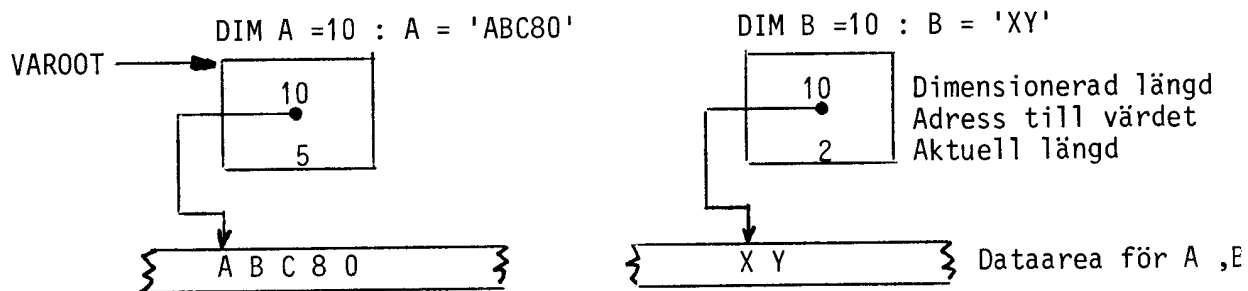 DIM A =10 : A = 'ABC80'
DIM B =10 : B = 'XY'
VAROOT
10
5
10
2
Dimensionerad längd
Adress till värdet
Aktuell längd
A B C 8 0
X Y
Dataarea för A ,B